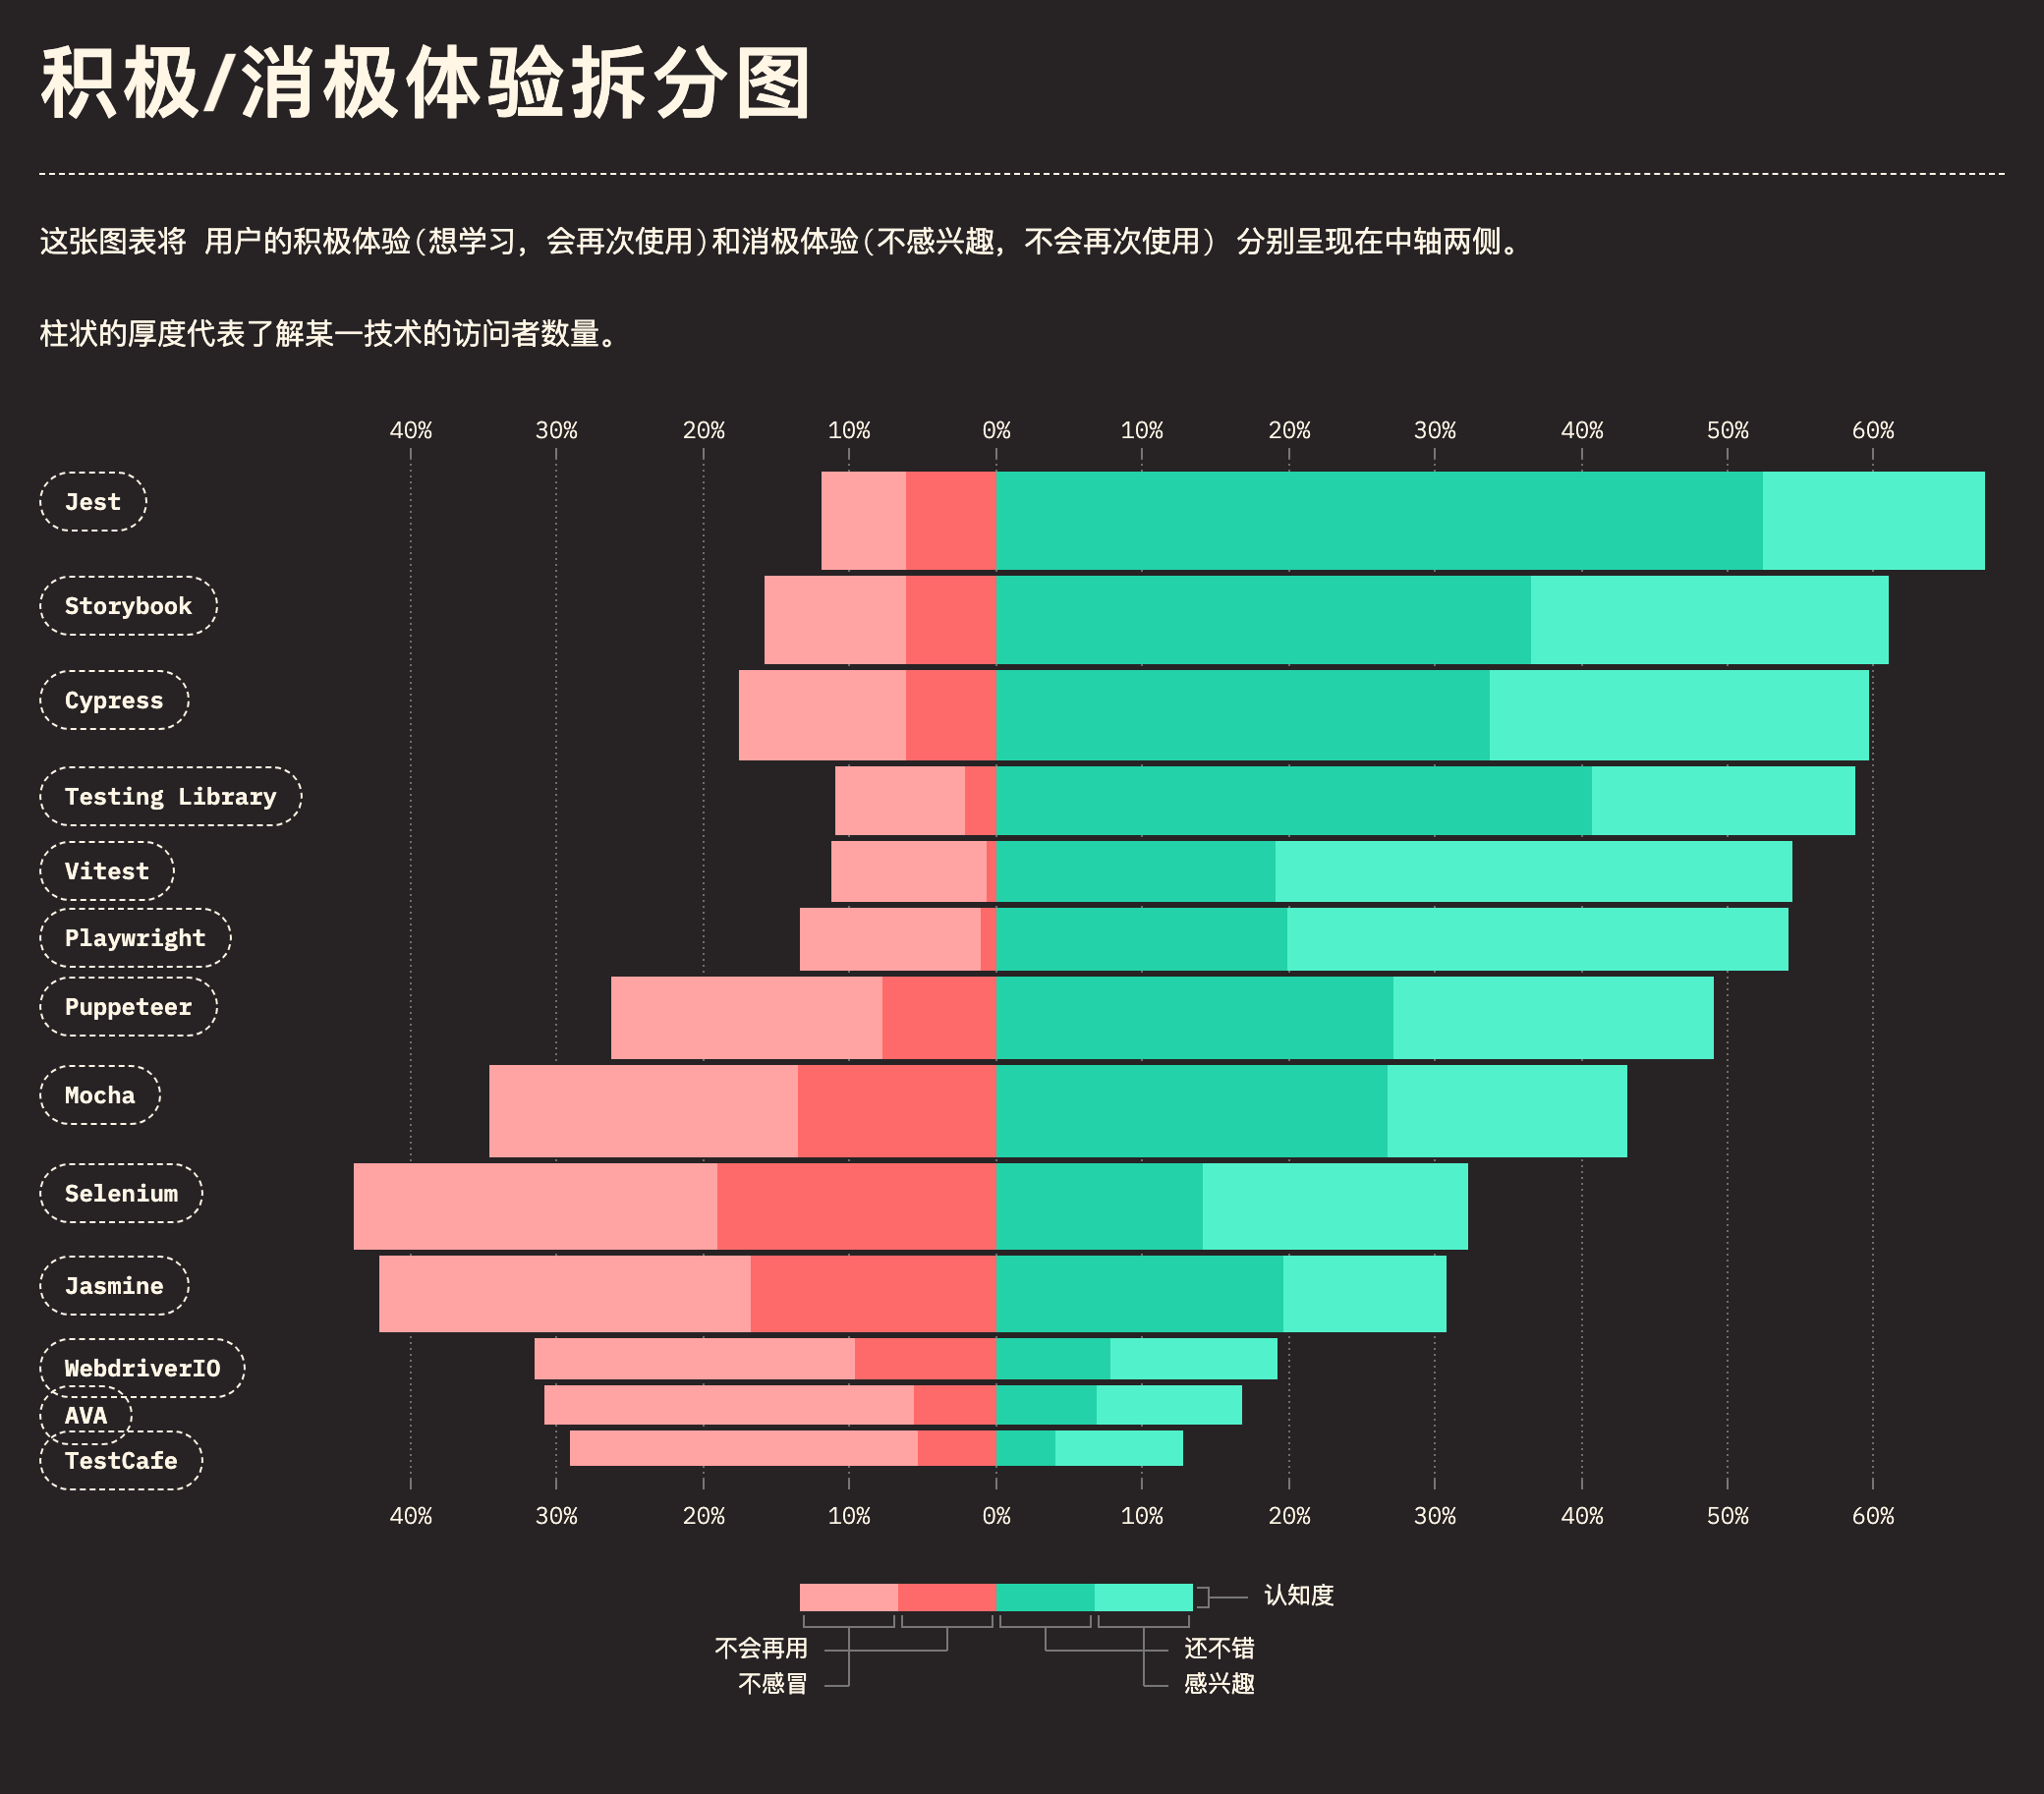 积极/消极体验拆分图
这张图表将 用户的积极体验(想学习, 会再次使用)和消极体验(不感兴趣, 不会再次使用) 分别呈现在中轴两侧。
柱状的厚度代表了解某一技术的访问者数量。
40% 30% 20% 10% 0% 10% 20% 30% 40% 50% 60%
Jest
Storybook
Cypress
Testing Library
Vitest
Playwright
Puppeteer
Mocha
Selenium
Jasmine
WebdriverIO
AVA
TestCafe
40% 30% 20% 10% 0% 10% 20% 30% 40% 50% 60%
认知度
不会再用 还不错
不感冒 感兴趣